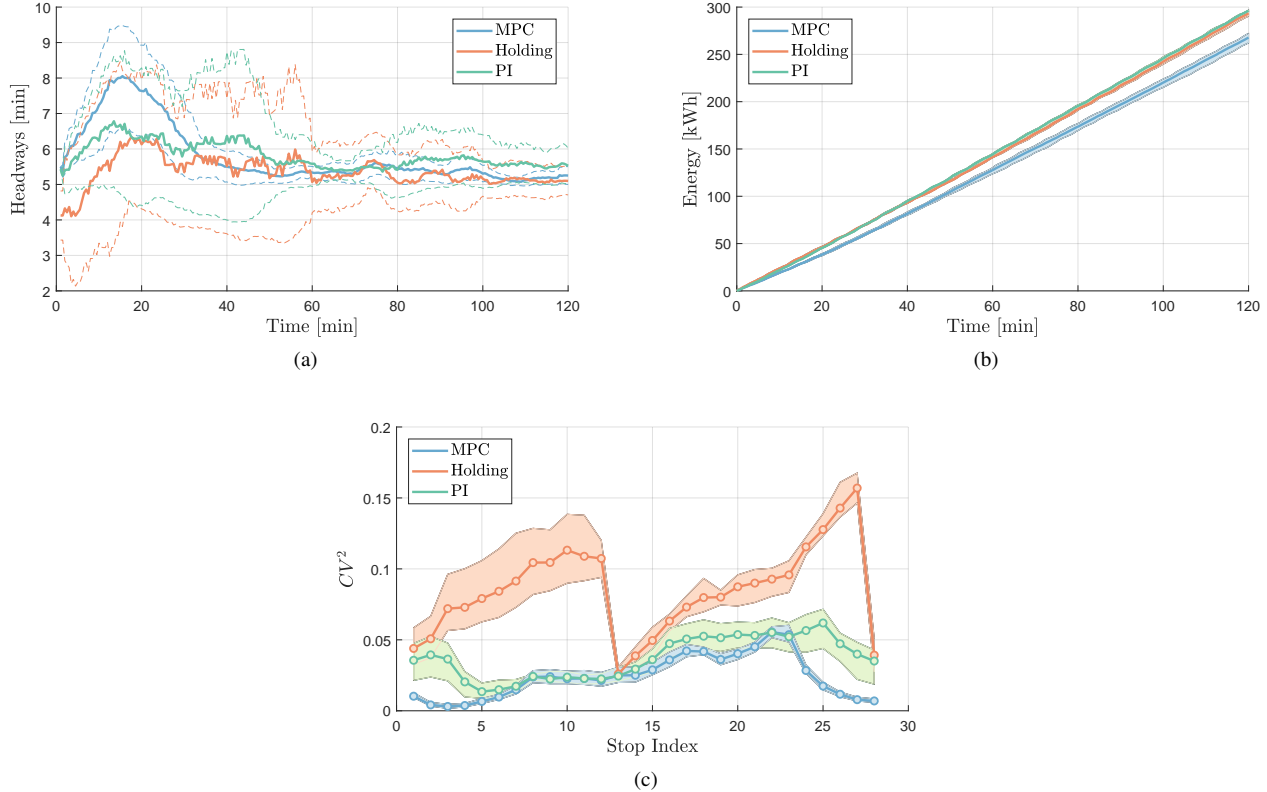 10
9
8
7
6
5
4
3
2
Headways [min]
MPC
Holding
PI
0 20 40 60 80 100 120
Time [min]
(a)
300
250
200
150
100
50
0
Energy [kWh]
MPC
Holding
PI
0 20 40 60 80 100 120
Time [min]
(b)
0.2
0.15
0.1
0.05
0
CV²
MPC
Holding
PI
0 5 10 15 20 25 30
Stop Index
(c)